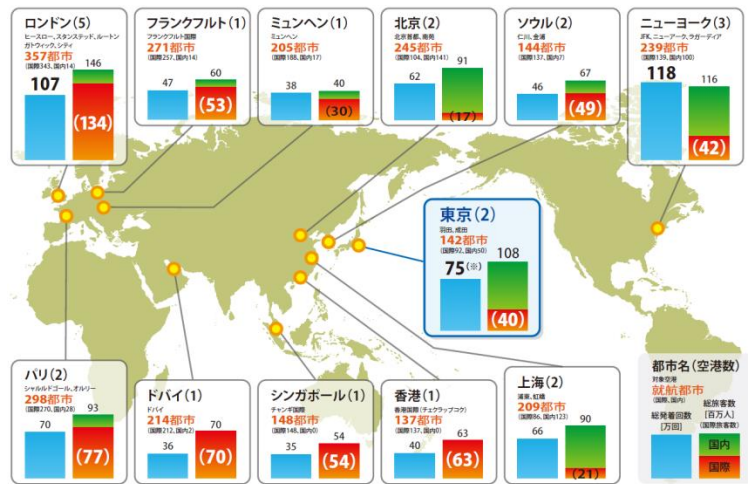 ロンドン(5)
ヒースロー、スタンステッド、ルートン
ガトウィック、シティ
357都市
(国際343、国内14)
107
146
(134)
フランクフルト(1)
フランクフルト国際
271都市
(国際257、国内14)
47
60
(53)
ミュンヘン(1)
ミュンヘン
205都市
(国際188、国内17)
38
40
(30)
北京(2)
北京首都、南苑
245都市
(国際104、国内141)
62
91
(17)
ソウル(2)
仁川、金浦
144都市
(国際137、国内7)
46
67
(49)
ニューヨーク(3)
JFK、ニューアーク、ラガーディア
239都市
(国際139、国内100)
118
116
(42)
東京(2)
羽田、成田
142都市
(国際92、国内50)
75(※)
108
(40)
パリ(2)
シャルルドゴール、オルリー
298都市
(国際270、国内28)
70
93
(77)
ドバイ(1)
ドバイ
214都市
(国際212、国内2)
36
70
(70)
シンガポール(1)
チャンギ国際
148都市
(国際148、国内0)
35
54
(54)
香港(1)
香港国際(チェクラップコク)
137都市
(国際137、国内0)
40
63
(63)
上海(2)
浦東、虹橋
209都市
(国際86、国内123)
66
90
(21)
都市名(空港数)
対象空港
就航都市
(国際、国内)
総発着回数
[万回]
総旅客数
[百万人]
(国際旅客数)
国内
国際